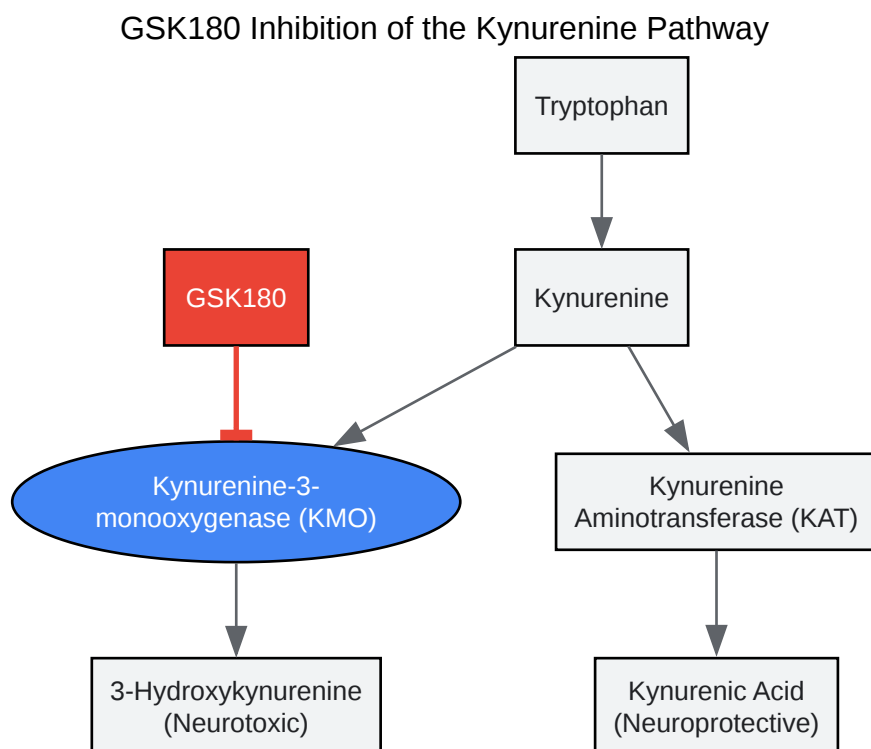 GSK180 Inhibition of the Kynurenine Pathway
Tryptophan
GSK180
Kynurenine
Kynurenine-3-
monooxygenase (KMO)
Kynurenine
Aminotransferase (KAT)
3-Hydroxykynurenine
(Neurotoxic)
Kynurenic Acid
(Neuroprotective)